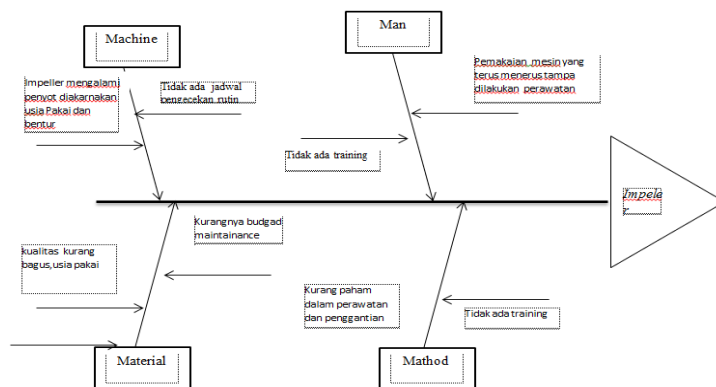 Machine
Man
Impeller mengalami
penyot diakarnakan
usia Pakai dan
bentur
Tidak ada jadwal
pengecekan rutin
Pemakaian mesin yang
terus menerus tampa
dilakukan perawatan
Tidak ada training
Impele
r
Kurangnya budgad
maintainance
kualitas kurang
bagus,usia pakai
Kurang paham
dalam perawatan
dan penggantian
Tidak ada training
Material
Mathod